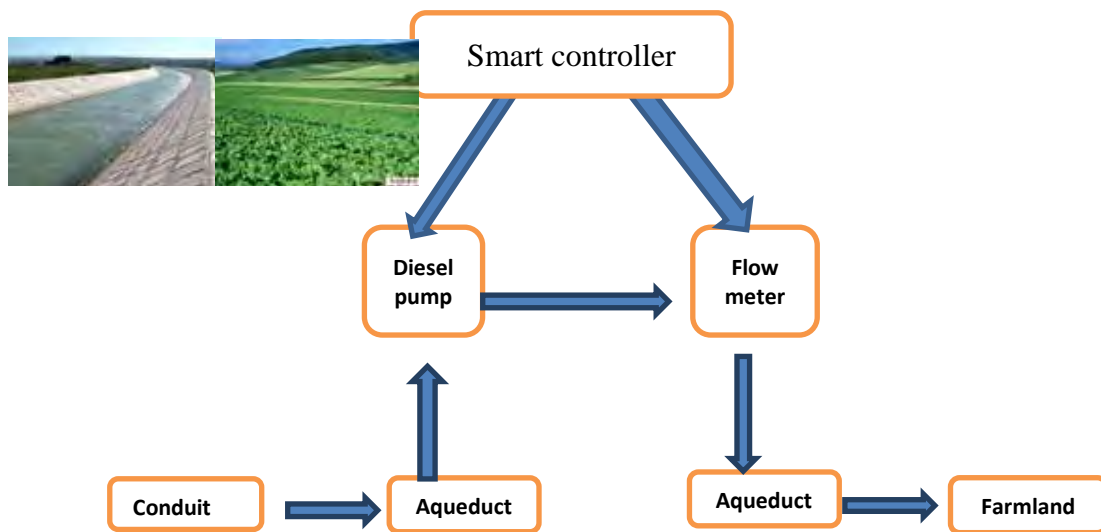 Smart controller
Diesel
pump
Flow
meter
Conduit
Aqueduct
Aqueduct
Farmland